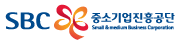 SBC 중소기업진흥공단
Small & medium Business Corporation